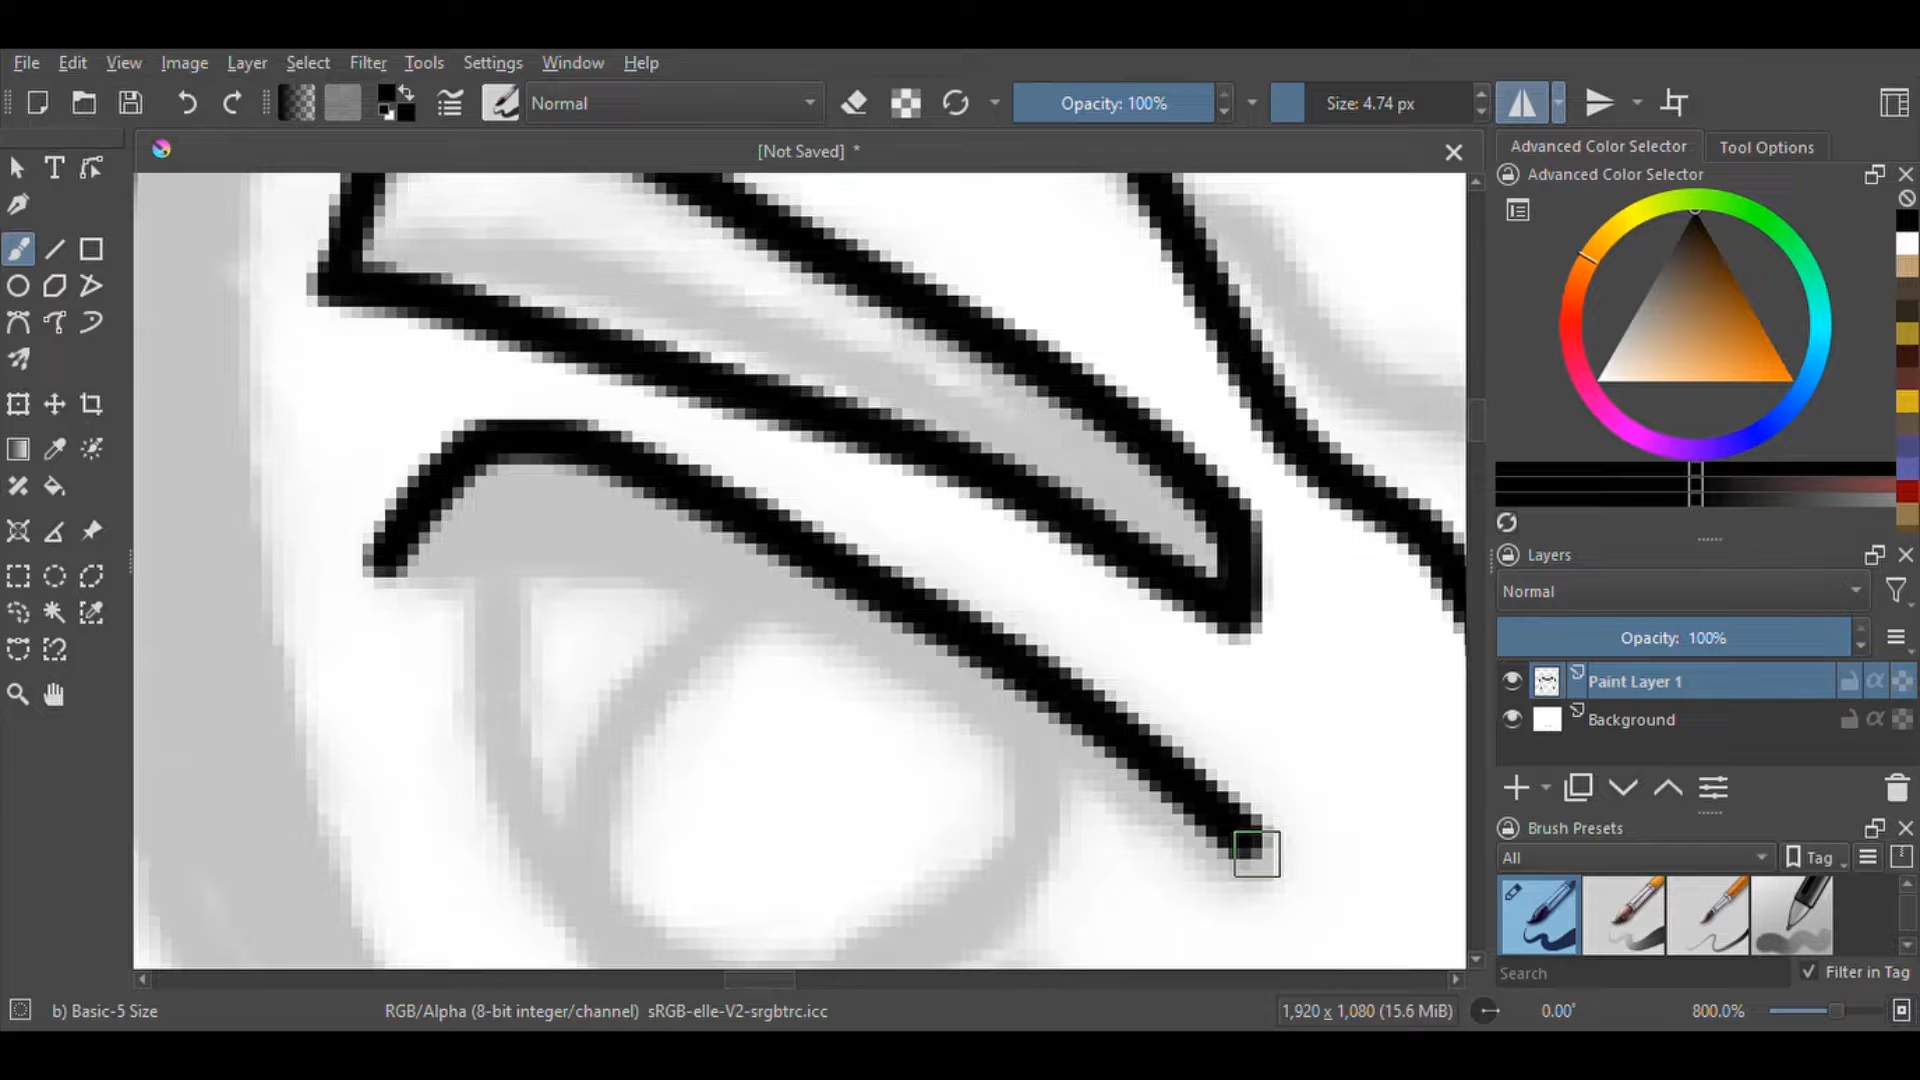 File Edit View Image Layer Select Filter Tools Settings Window Help
Normal Opacity: 100% Size: 4.74 px
[Not Saved] *
Advanced Color Selector Tool Options
Advanced Color Selector
Layers
Normal
Opacity: 100%
Paint Layer 1
Background
Brush Presets
All Tag
Search Filter in Tag
b) Basic-5 Size RGB/Alpha (8-bit integer/channel) sRGB-elle-V2-srgbtrc.icc 1,920 x 1,080 (15.6 MiB) 0.00° 800.0%